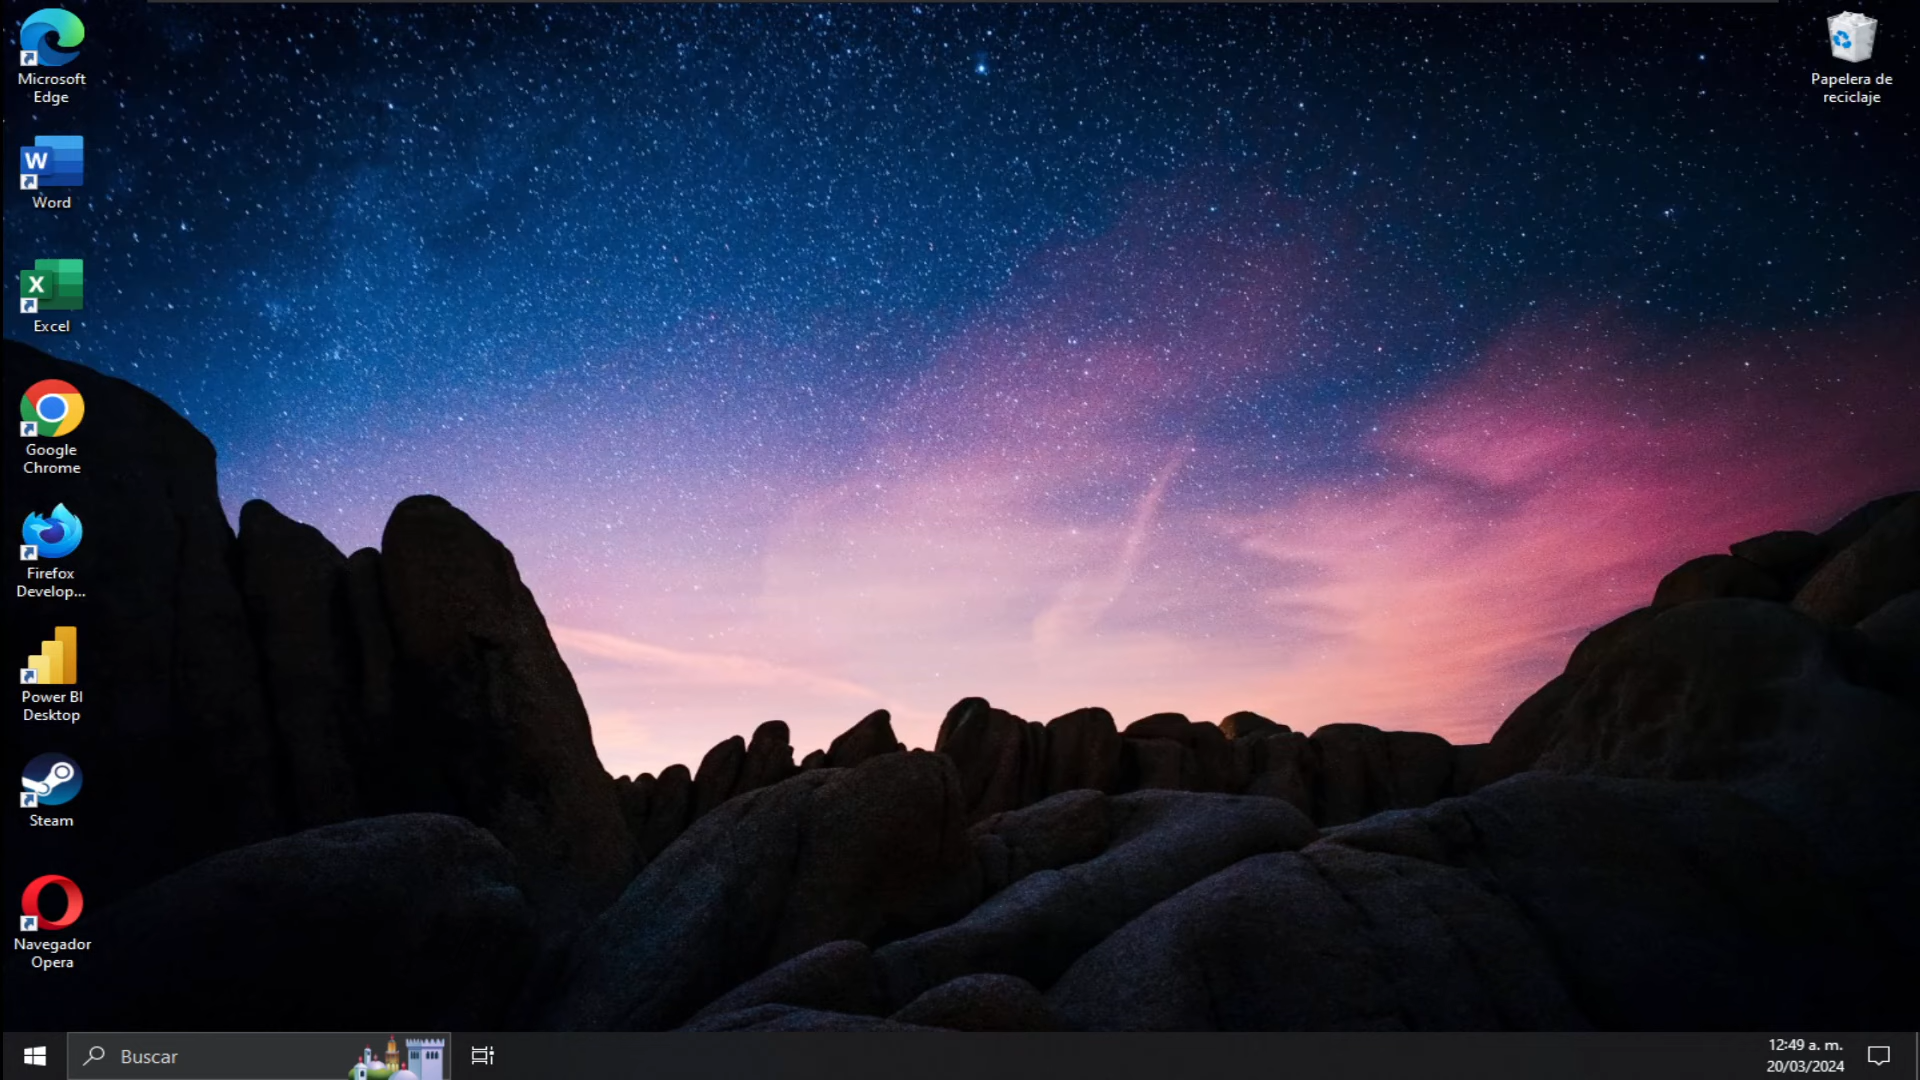 Microsoft
Edge
Word
Excel
Google
Chrome
Firefox
Develop...
Power BI
Desktop
Steam
Navegador
Opera
Papelera de
reciclaje
Buscar
12:49 a. m.
20/03/2024